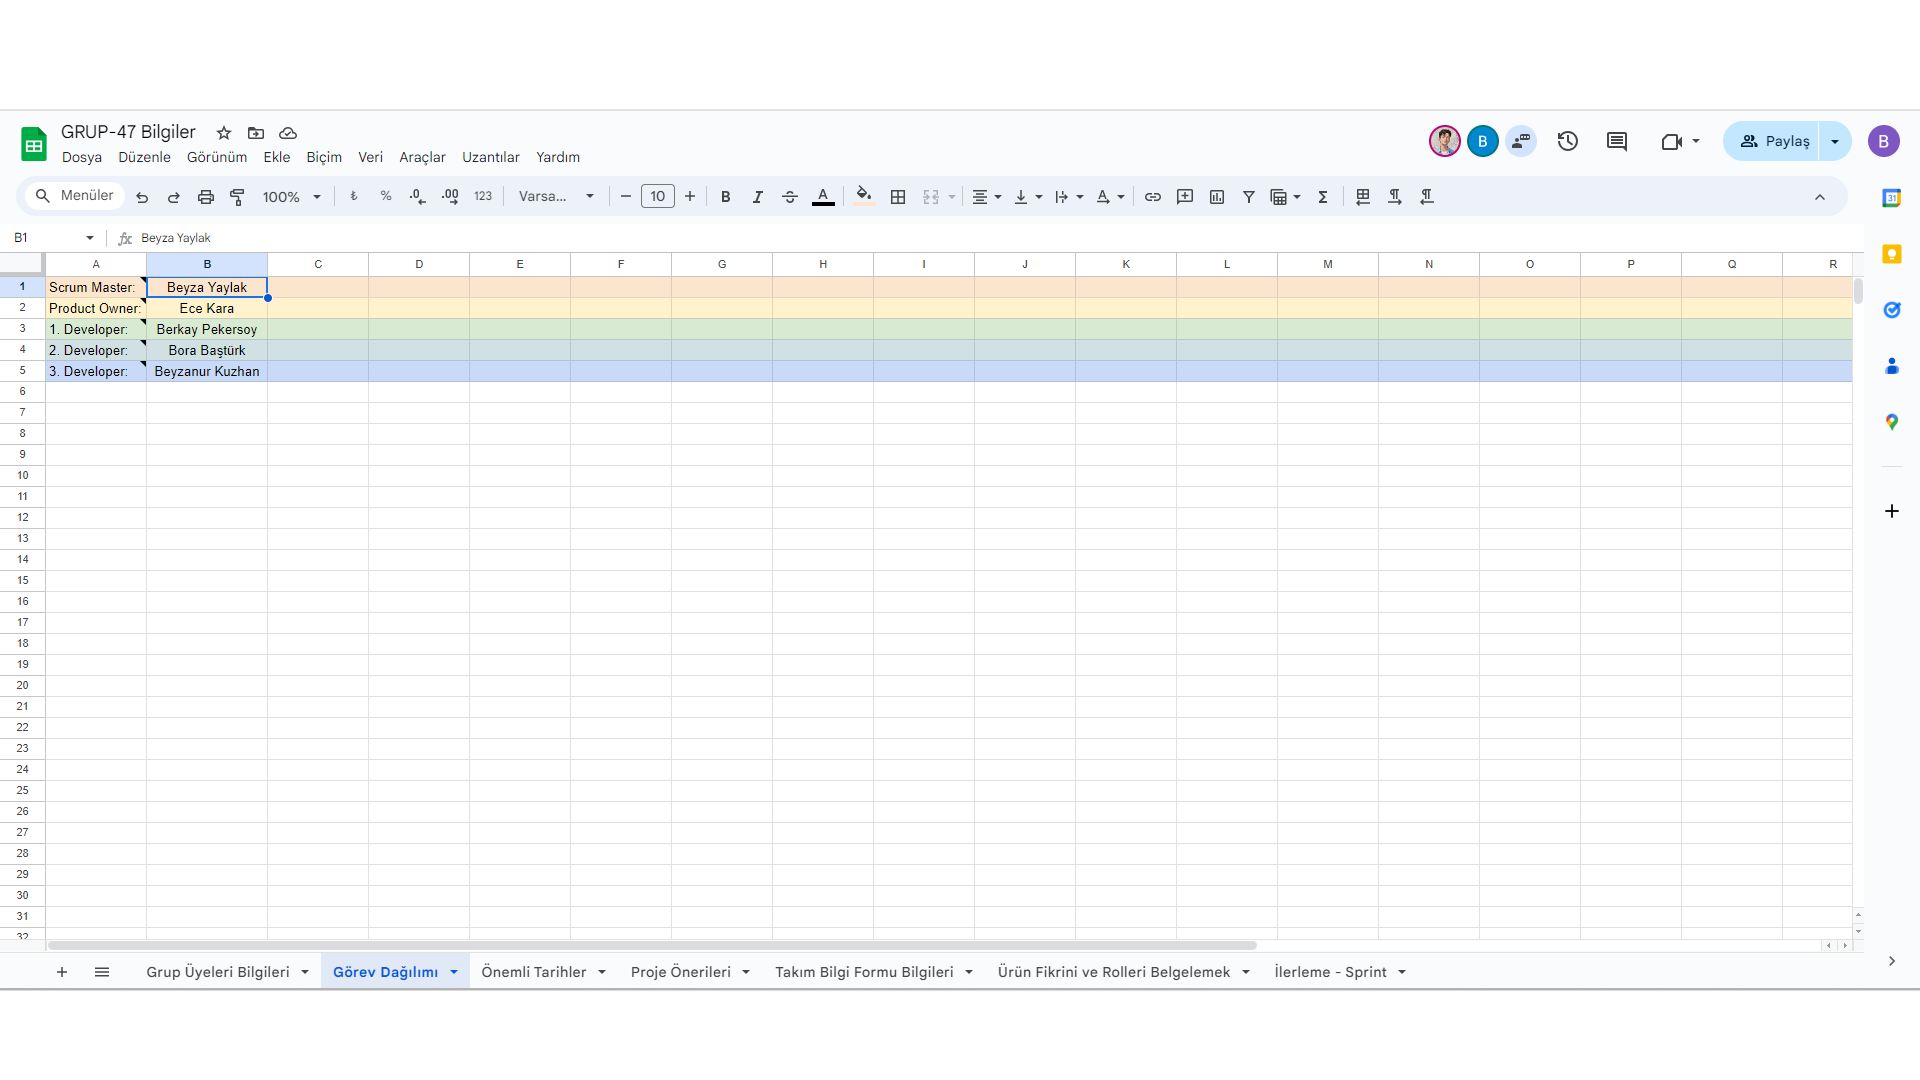 GRUP-47 Bilgiler
Dosya Düzenle Görünüm Ekle Biçim Veri Araçlar Uzantılar Yardım
B Paylaş B
Menüler 100% ₺ % .0 .00 123 Varsa... 10 B I S A Σ
31
B1 fx Beyza Yaylak
A B C D E F G H I J K L M N O P Q R
1 Scrum Master: Beyza Yaylak
2 Product Owner: Ece Kara
3 1. Developer: Berkay Pekersoy
4 2. Developer: Bora Baştürk
5 3. Developer: Beyzanur Kuzhan
6
7
8
9
10
11
12
13
14
15
16
17
18
19
20
21
22
23
24
25
26
27
28
29
30
31
32
Grup Üyeleri Bilgileri Görev Dağılımı Önemli Tarihler Proje Önerileri Takım Bilgi Formu Bilgileri Ürün Fikrini ve Rolleri Belgelemek İlerleme - Sprint